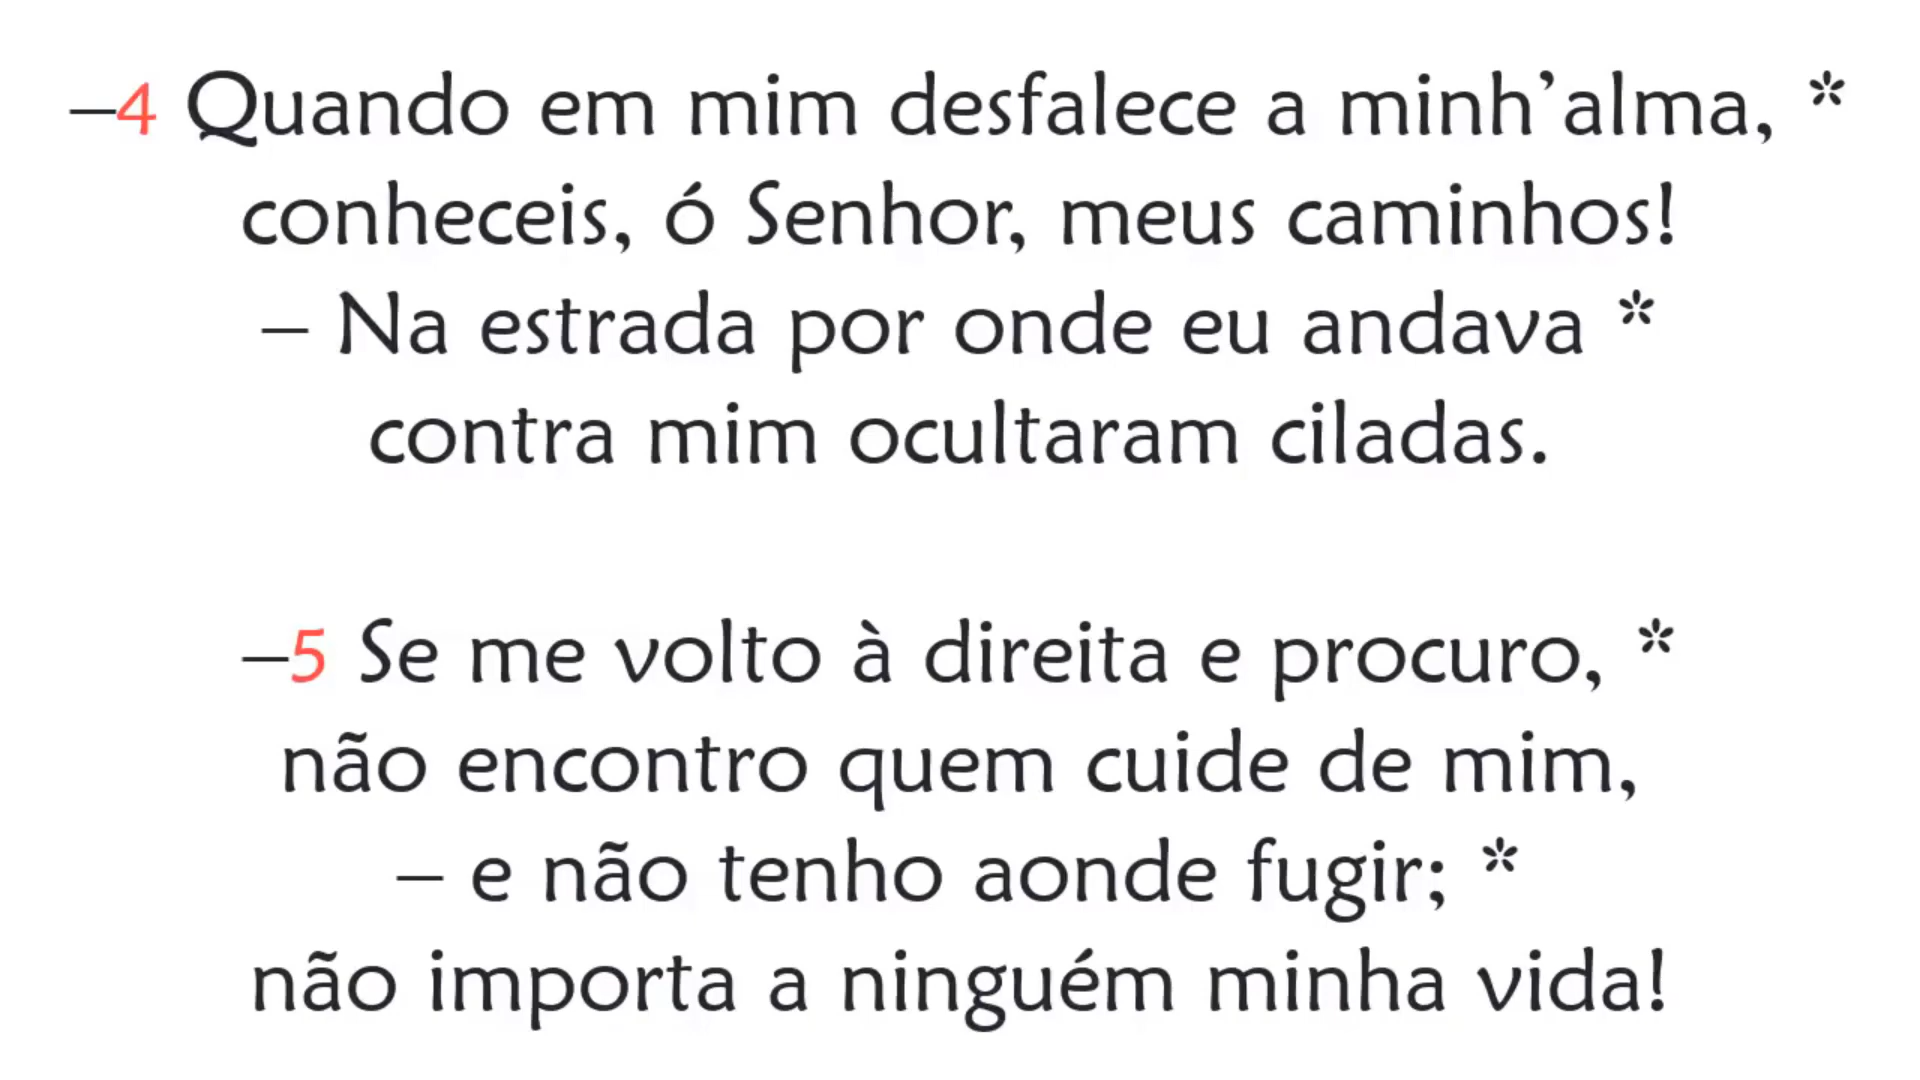 –4 Quando em mim desfalece a minh’alma, *
conheceis, ó Senhor, meus caminhos!
– Na estrada por onde eu andava *
contra mim ocultaram ciladas.
–5 Se me volto à direita e procuro, *
não encontro quem cuide de mim,
– e não tenho aonde fugir; *
não importa a ninguém minha vida!